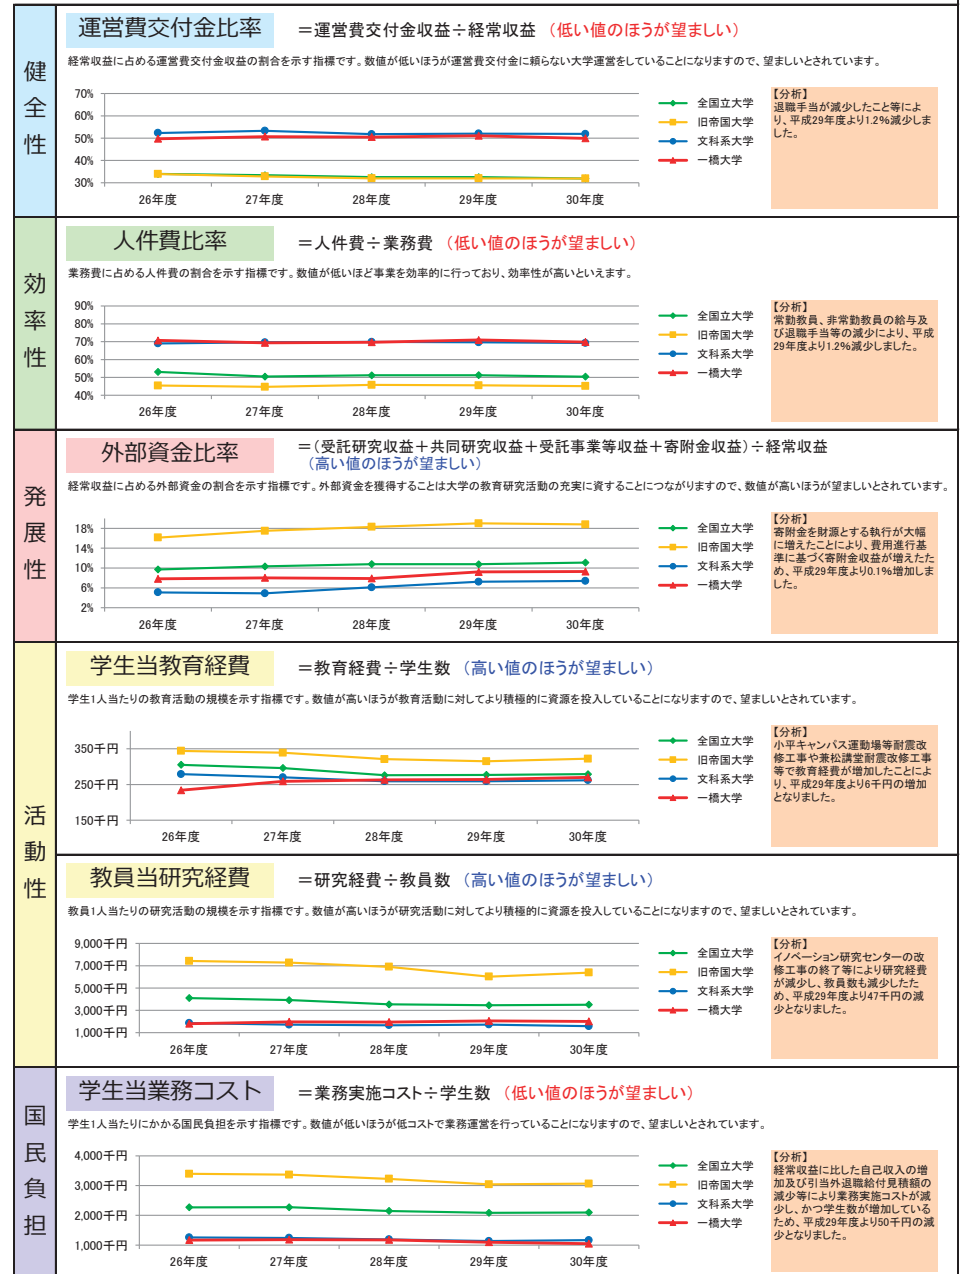 健全性
運営費交付金比率
＝運営費交付金収益÷経常収益 （低い値のほうが望ましい）
経常収益に占める運営費交付金収益の割合を示す指標です。数値が低いほうが運営費交付金に頼らない大学運営をしていることになりますので、望ましいとされています。
70%
60%
50%
40%
30%
26年度 27年度 28年度 29年度 30年度
全国立大学
旧帝国大学
文科系大学
一橋大学
【分析】
退職手当が減少したこと等によ
り、平成29年度より1.2%減少しま
した。
効率性
人件費比率
＝人件費÷業務費 （低い値のほうが望ましい）
業務費に占める人件費の割合を示す指標です。数値が低いほど事業を効率的に行っており、効率性が高いといえます。
90%
80%
70%
60%
50%
40%
26年度 27年度 28年度 29年度 30年度
全国立大学
旧帝国大学
文科系大学
一橋大学
【分析】
常勤教員、非常勤教員の給与及
び退職手当等の減少により、平成
29年度より1.2%減少しました。
発展性
外部資金比率
＝（受託研究収益＋共同研究収益＋受託事業等収益＋寄附金収益）÷経常収益
（高い値のほうが望ましい）
経常収益に占める外部資金の割合を示す指標です。外部資金を獲得することは大学の教育研究活動の充実に資することにつながりますので、数値が高いほうが望ましいとされています。
18%
14%
10%
6%
2%
26年度 27年度 28年度 29年度 30年度
全国立大学
旧帝国大学
文科系大学
一橋大学
【分析】
寄附金を財源とする執行が大幅
に増えたことにより、費用進行基
準に基づく寄附金収益が増えたた
め、平成29年度より0.1%増加しま
した。
活動性
学生当教育経費
＝教育経費÷学生数 （高い値のほうが望ましい）
学生1人当たりの教育活動の規模を示す指標です。数値が高いほうが教育活動に対してより積極的に資源を投入していることになりますので、望ましいとされています。
350千円
250千円
150千円
26年度 27年度 28年度 29年度 30年度
全国立大学
旧帝国大学
文科系大学
一橋大学
【分析】
小平キャンパス運動場等耐震改
修工事や兼松講堂耐震改修工事
等で教育経費が増加したことによ
り、平成29年度より6千円の増加
となりました。
教員当研究経費
＝研究経費÷教員数 （高い値のほうが望ましい）
教員1人当たりの研究活動の規模を示す指標です。数値が高いほうが研究活動に対してより積極的に資源を投入していることになりますので、望ましいとされています。
9,000千円
7,000千円
5,000千円
3,000千円
1,000千円
26年度 27年度 28年度 29年度 30年度
全国立大学
旧帝国大学
文科系大学
一橋大学
【分析】
イノベーション研究センターの改
修工事の終了等により研究経費
が減少し、教員数も減少したた
め、平成29年度より47千円の減
少となりました。
国民負担
学生当業務コスト
＝業務実施コスト÷学生数 （低い値のほうが望ましい）
学生1人当たりにかかる国民負担を示す指標です。数値が低いほうが低コストで業務運営を行っていることになりますので、望ましいとされています。
4,000千円
3,000千円
2,000千円
1,000千円
26年度 27年度 28年度 29年度 30年度
全国立大学
旧帝国大学
文科系大学
一橋大学
【分析】
経常収益に比した自己収入の増
加及び引当外退職給付見積額の
減少等により業務実施コストが減
少し、かつ学生数が増加している
ため、平成29年度より50千円の減
少となりました。